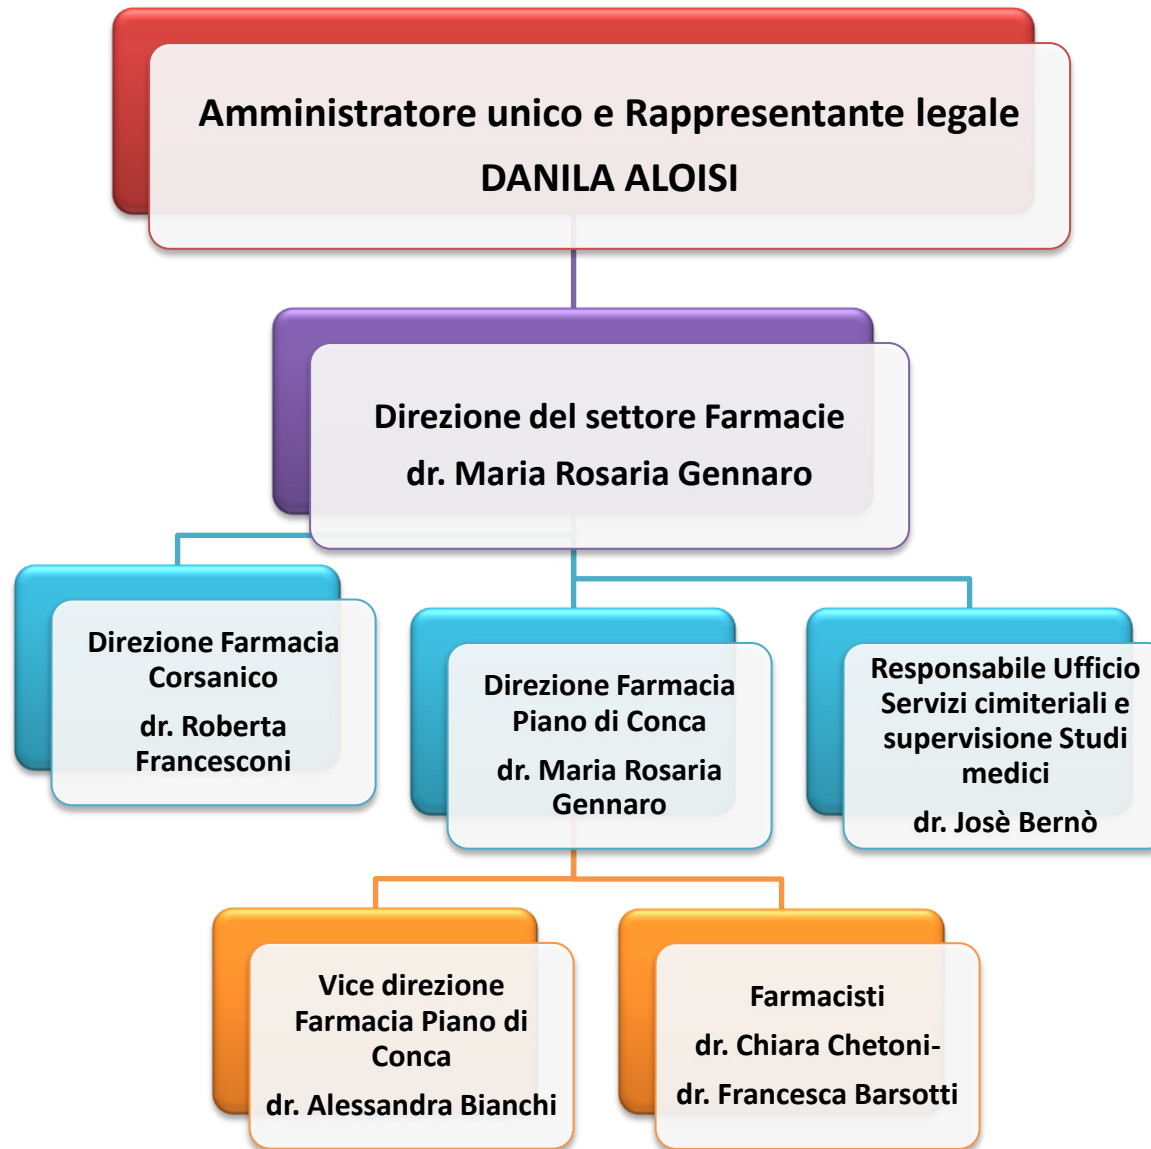 Amministratore unico e Rappresentante legale
DANILA ALOISI
Direzione del settore Farmacie
dr. Maria Rosaria Gennaro
Direzione Farmacia
Corsanico
dr. Roberta
Francesconi
Direzione Farmacia
Piano di Conca
dr. Maria Rosaria
Gennaro
Responsabile Ufficio
Servizi cimiteriali e
supervisione Studi
medici
dr. Josè Bernò
Vice direzione
Farmacia Piano di
Conca
dr. Alessandra Bianchi
Farmacisti
dr. Chiara Chetoni-
dr. Francesca Barsotti